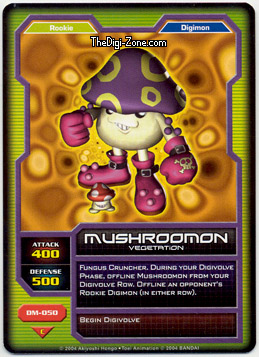 Rookie
Digimon
TheDigi-Zone.com
MUSHROOMON
VEGETATION
ATTACK
400
DEFENSE
500
FUNGUS CRUNCHER. DURING YOUR DIGIVOLVE
PHASE, OFFLINE MUSHROOMON FROM YOUR
DIGIVOLVE ROW. OFFLINE AN OPPONENT'S
ROOKIE DIGIMON (IN EITHER ROW).
DM-050
C
BEGIN DIGIVOLVE
© 2004 Akiyoshi Hongo • Toei Animation © 2004 BANDAI